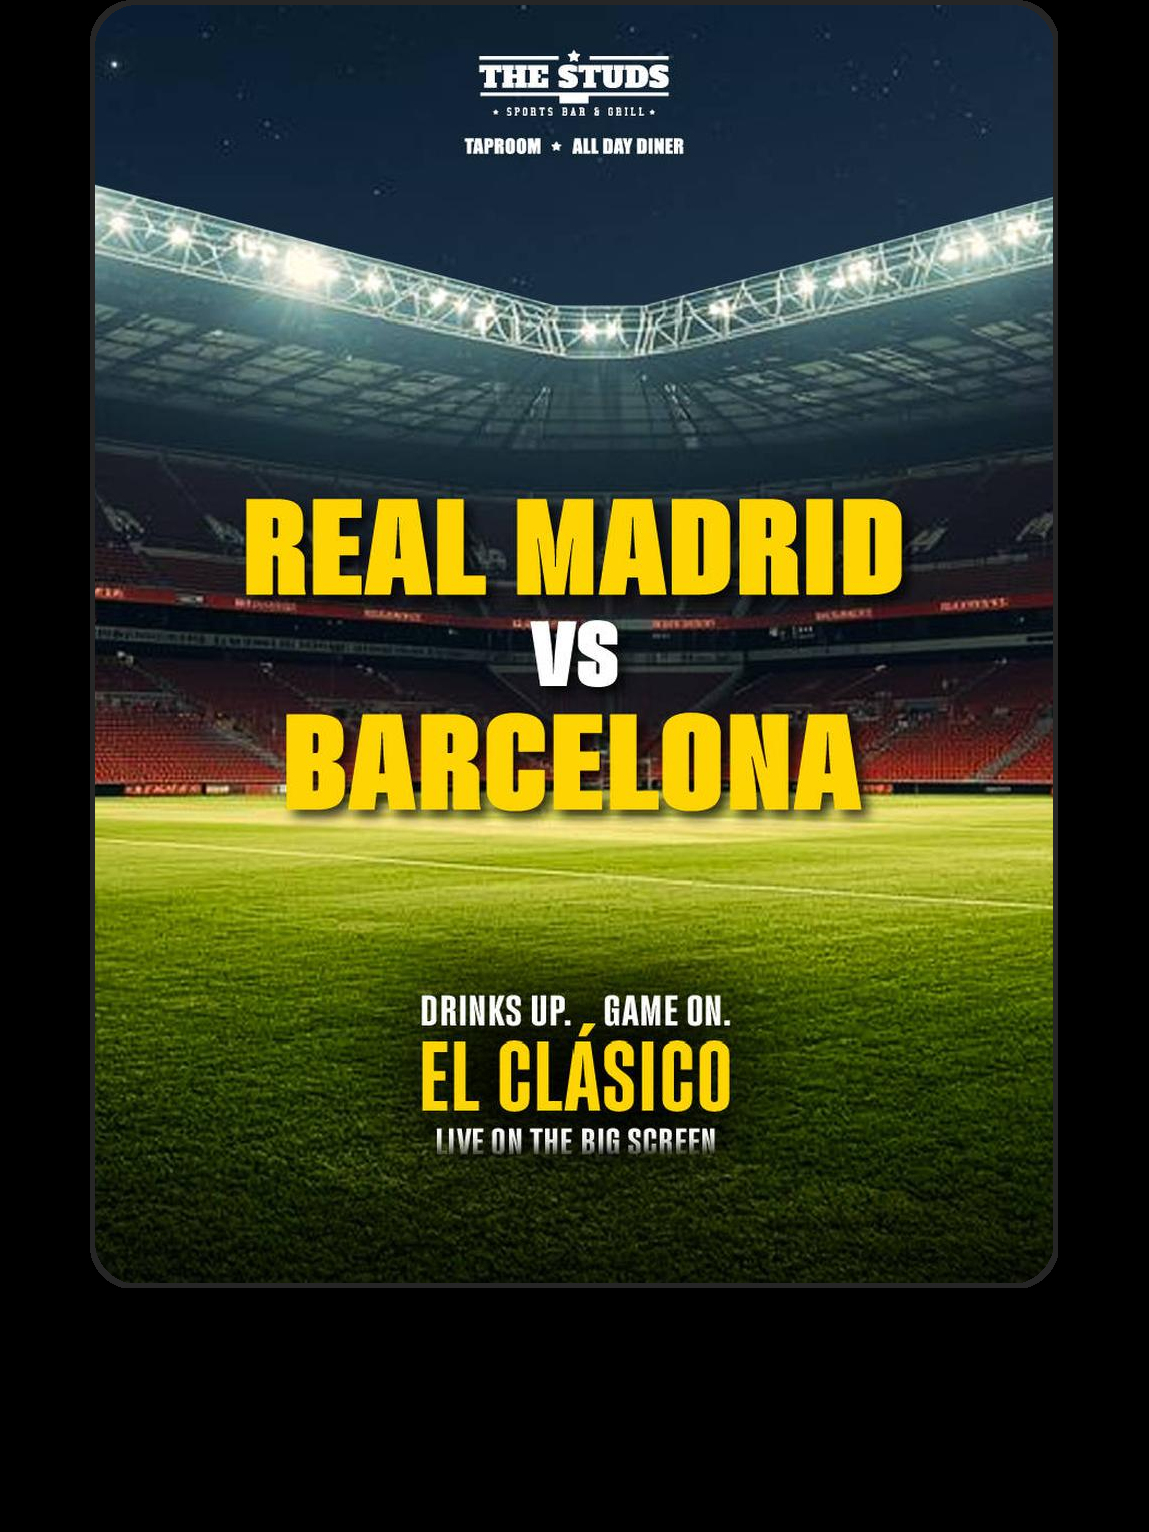 THE STUDS
★ SPORTS BAR & GRILL ★
TAPROOM ★ ALL DAY DINER
REAL MADRID
VS
BARCELONA
DRINKS UP. GAME ON.
EL CLÁSICO
LIVE ON THE BIG SCREEN